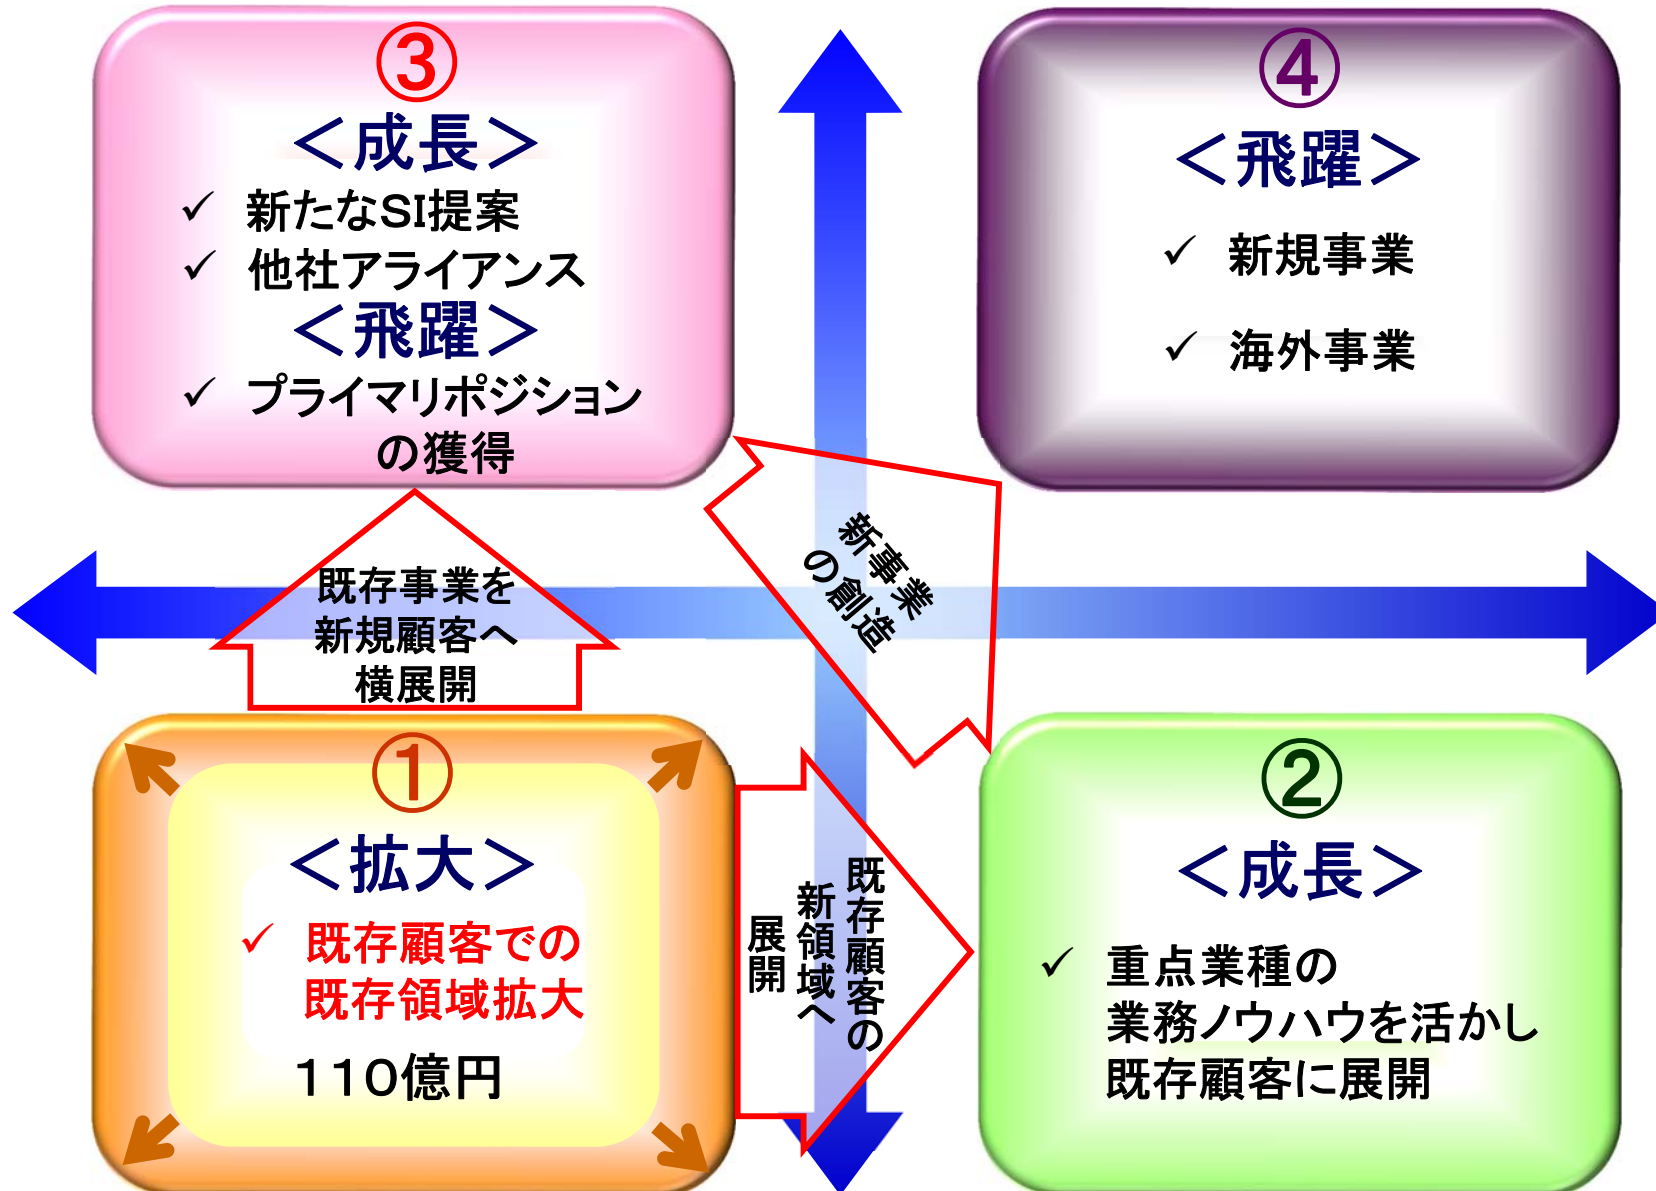 ③
＜成長＞
✓ 新たなSI提案
✓ 他社アライアンス
＜飛躍＞
✓ プライマリポジション
の獲得
④
＜飛躍＞
✓ 新規事業
✓ 海外事業
既存事業を
新規顧客へ
横展開
新事業
の創造
①
＜拡大＞
✓ 既存顧客での
既存領域拡大
110億円
既存顧客の
新領域へ
展開
②
＜成長＞
✓ 重点業種の
業務ノウハウを活かし
既存顧客に展開